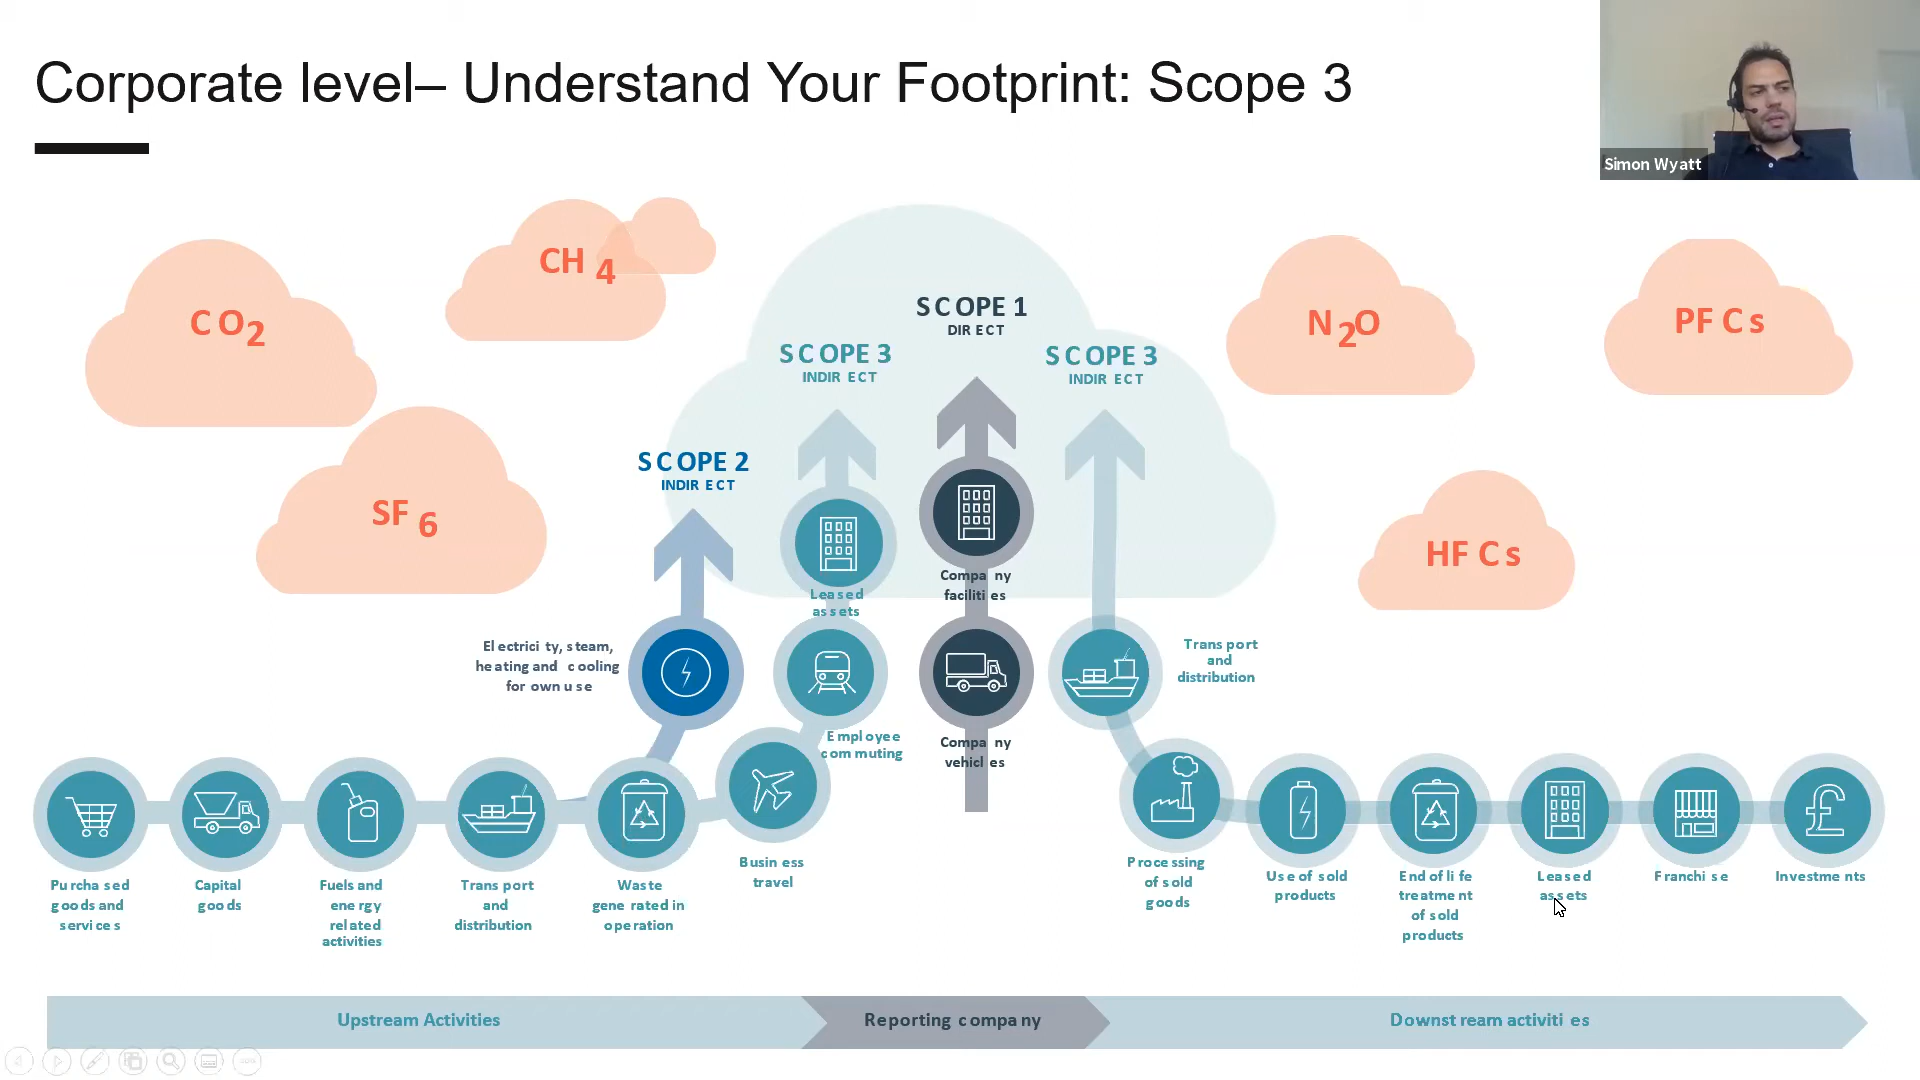 Corporate level– Understand Your Footprint: Scope 3
Simon Wyatt
CO2
CH4
SF6
N2O
PFCs
HFCs
SCOPE 1
DIRECT
SCOPE 3
INDIRECT
SCOPE 3
INDIRECT
SCOPE 2
INDIRECT
Leased
assets
Company
facilities
Electricity, steam,
heating and cooling
for own use
Transport
and
distribution
Employee
commuting
Company
vehicles
Purchased
goods and
services
Capital
goods
Fuels and
energy
related
activities
Transport
and
distribution
Waste
generated in
operation
Business
travel
Processing
of sold
goods
Use of sold
products
End of life
treatment
of sold
products
Leased
assets
Franchise
Investments
Upstream Activities
Reporting company
Downstream activities